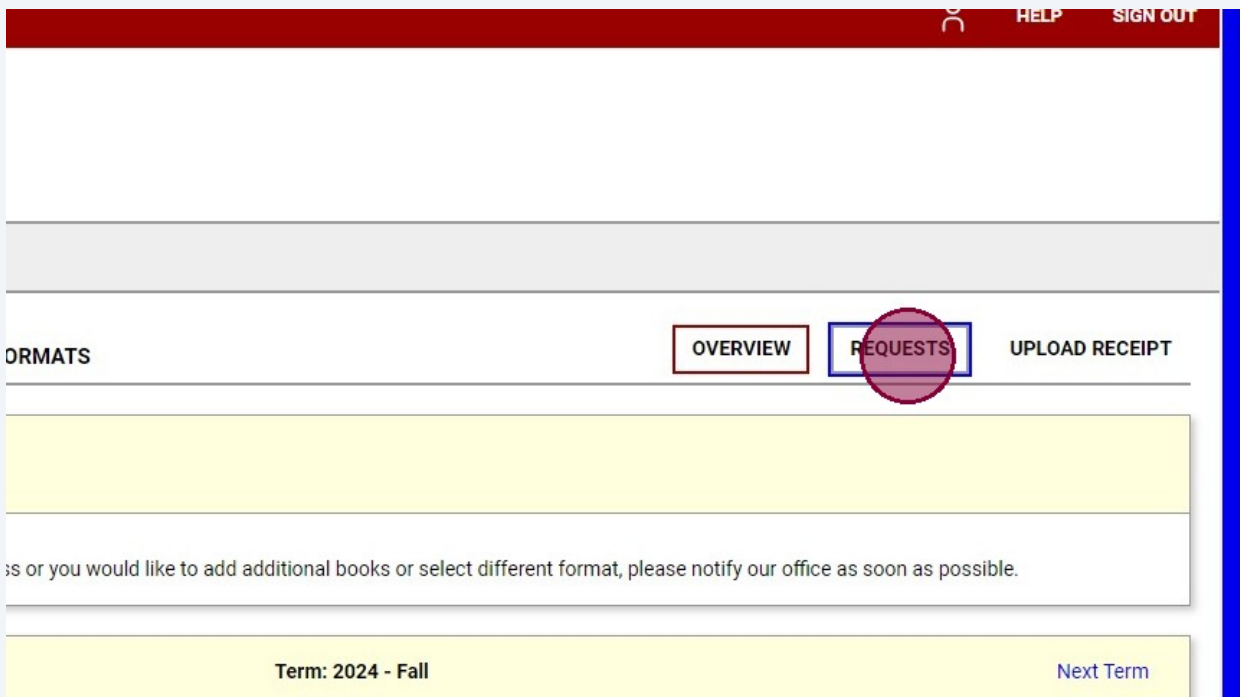 HELP SIGN OUT
ORMATS OVERVIEW REQUESTS UPLOAD RECEIPT
ss or you would like to add additional books or select different format, please notify our office as soon as possible.
Term: 2024 - Fall Next Term